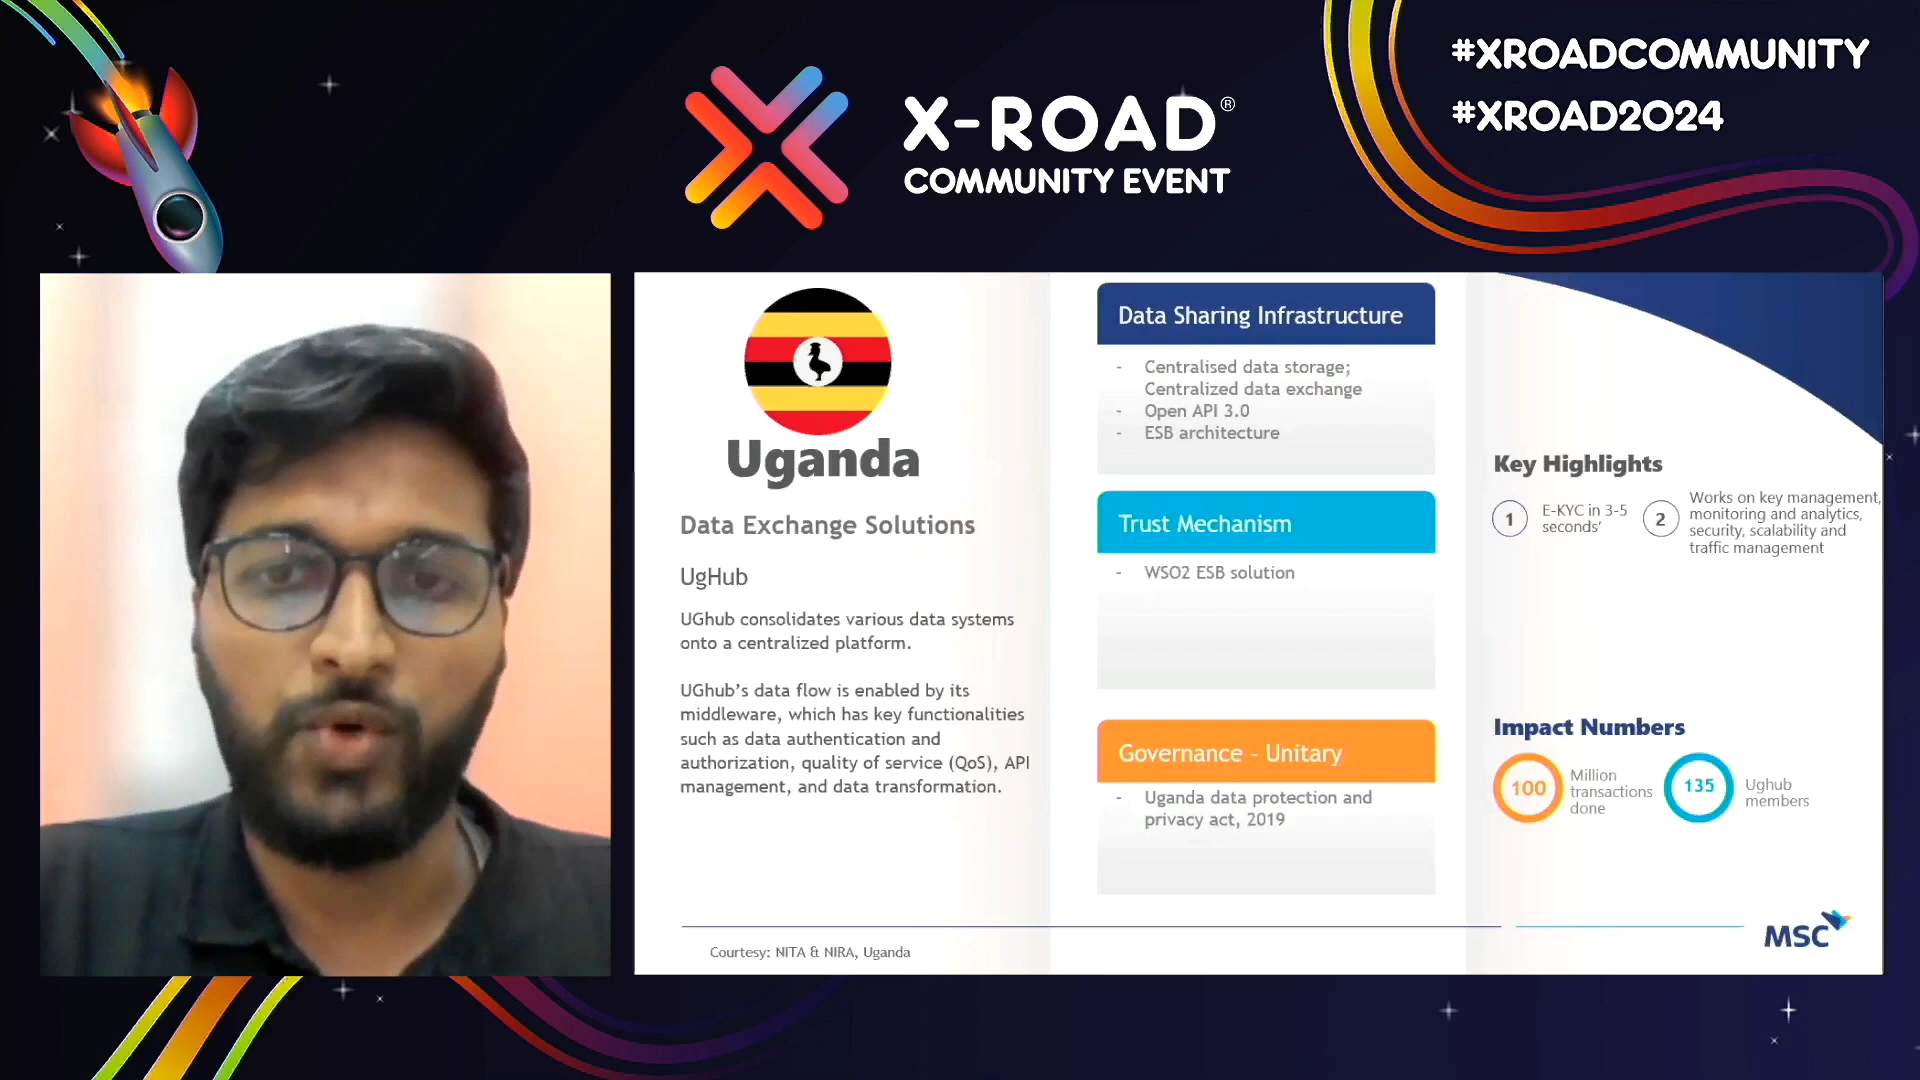 #XROADCOMMUNITY
#XROAD2024
X-ROAD®
COMMUNITY EVENT
Uganda
Data Exchange Solutions
UgHub
UGhub consolidates various data systems
onto a centralized platform.
UGhub's data flow is enabled by its
middleware, which has key functionalities
such as data authentication and
authorization, quality of service (QoS), API
management, and data transformation.
Data Sharing Infrastructure
- Centralised data storage;
Centralized data exchange
- Open API 3.0
- ESB architecture
Trust Mechanism
- WSO2 ESB solution
Governance - Unitary
- Uganda data protection and
privacy act, 2019
Key Highlights
1
E-KYC in 3-5
seconds'
2
Works on key management,
monitoring and analytics,
security, scalability and
traffic management
Impact Numbers
100
Million
transactions
done
135
Ughub
members
Courtesy: NITA & NIRA, Uganda
MSC